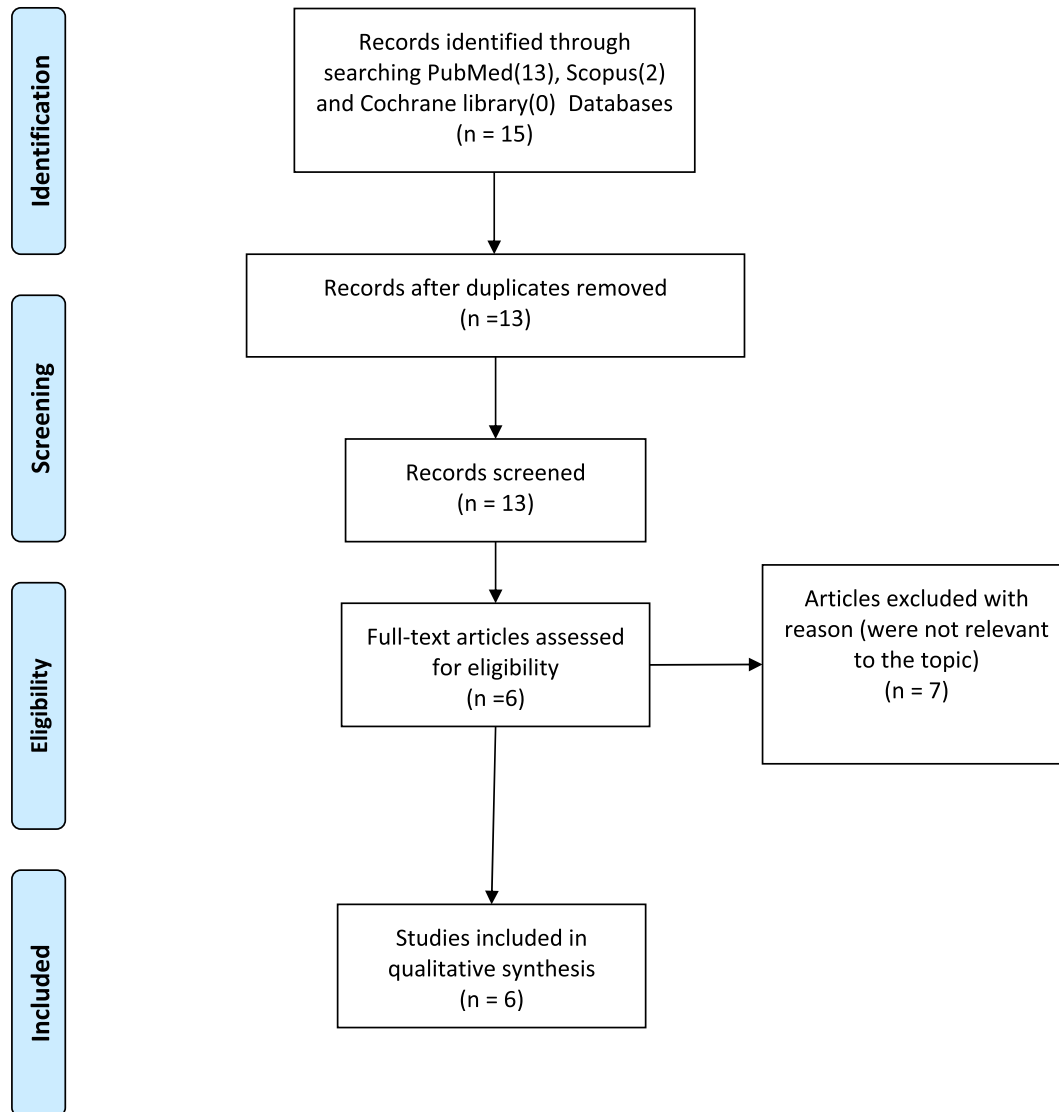 Identification
Records identified through
searching PubMed(13), Scopus(2)
and Cochrane library(0) Databases
(n = 15)
Records after duplicates removed
(n =13)
Screening
Records screened
(n = 13)
Eligibility
Full-text articles assessed
for eligibility
(n =6)
Articles excluded with
reason (were not relevant
to the topic)
(n = 7)
Included
Studies included in
qualitative synthesis
(n = 6)